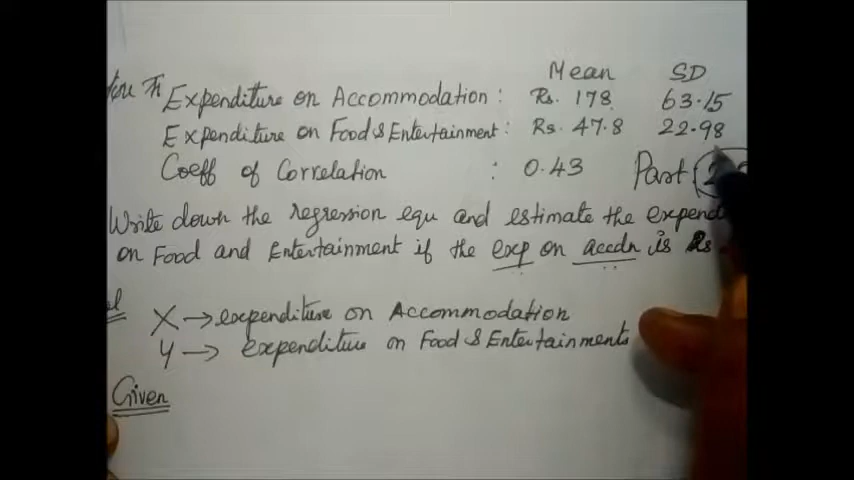 Mean SD
Expenditure on Accommodation : Rs. 178 63.15
Expenditure on Food & Entertainment : Rs. 47.8 22.98
Coeff of Correlation : 0.43 Part
Write down the regression equ and estimate the expend
on Food and Entertainment if the exp on accdn is Rs
X → expenditure on Accommodation
Y → expenditure on Food & Entertainments
Given